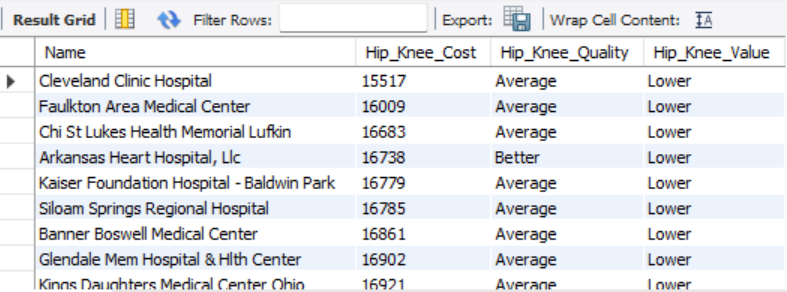 Result Grid Filter Rows: Export: Wrap Cell Content: IA
Name Hip_Knee_Cost Hip_Knee_Quality Hip_Knee_Value
Cleveland Clinic Hospital 15517 Average Lower
Faulkton Area Medical Center 16009 Average Lower
Chi St Lukes Health Memorial Lufkin 16683 Average Lower
Arkansas Heart Hospital, Llc 16738 Better Lower
Kaiser Foundation Hospital - Baldwin Park 16779 Average Lower
Siloam Springs Regional Hospital 16785 Average Lower
Banner Boswell Medical Center 16861 Average Lower
Glendale Mem Hospital & Hlth Center 16902 Average Lower
Kings Daughters Medical Center Ohio 16921 Average Lower